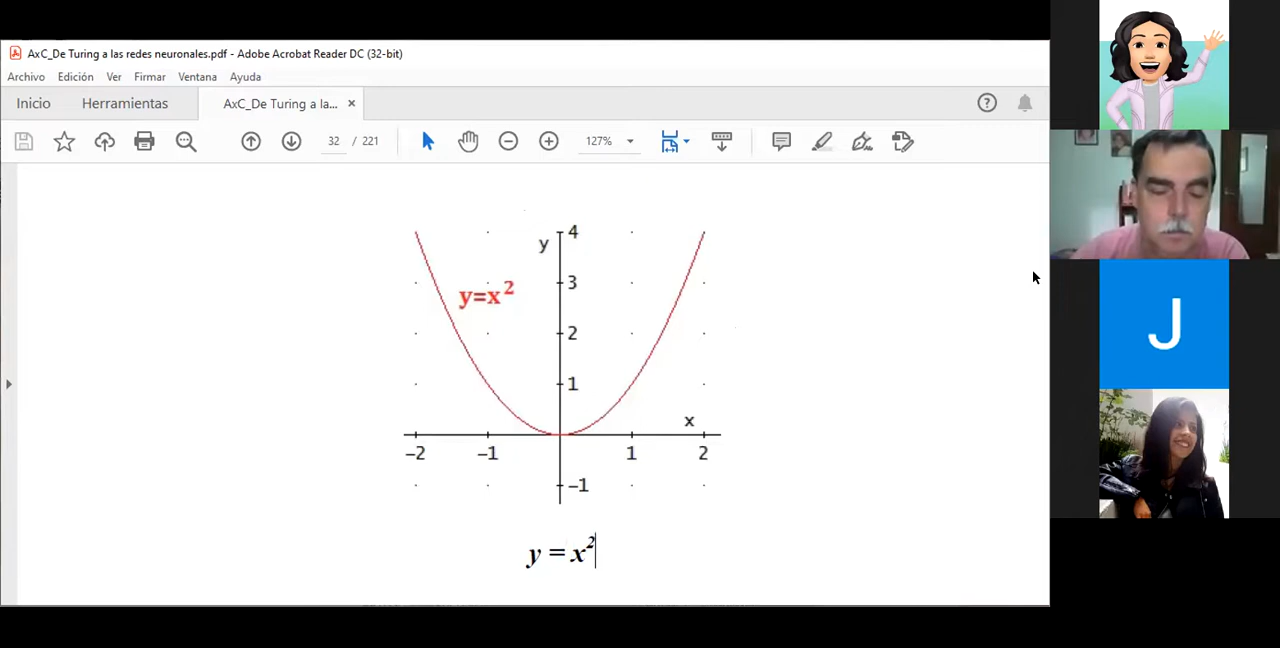 AxC_De Turing a las redes neuronales.pdf - Adobe Acrobat Reader DC (32-bit)
Archivo Edición Ver Firmar Ventana Ayuda
Inicio Herramientas AxC_De Turing a la... ×
32 / 221 127%
y 4
y=x² 3
2
1
x
-2 -1 1 2
-1
y = x²
J